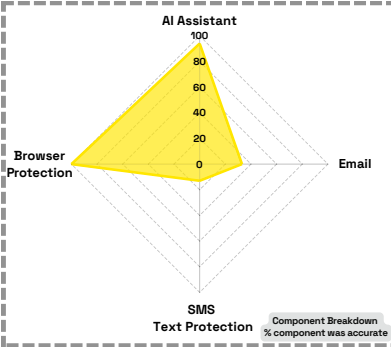 AI Assistant
100
80
60
40
20
0
Browser
Protection
Email
SMS
Text Protection
Component Breakdown
% component was accurate